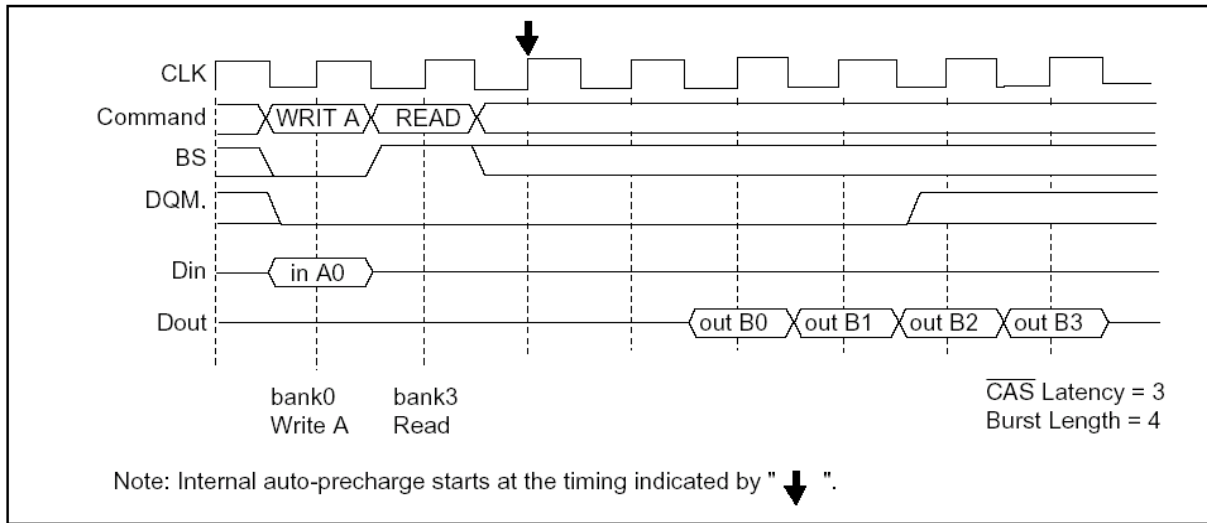 CLK
Command WRIT A READ
BS
DQM.
Din in A0
Dout out B0 out B1 out B2 out B3
bank0 bank3
Write A Read
CAS Latency = 3
Burst Length = 4
Note: Internal auto-precharge starts at the timing indicated by " ".